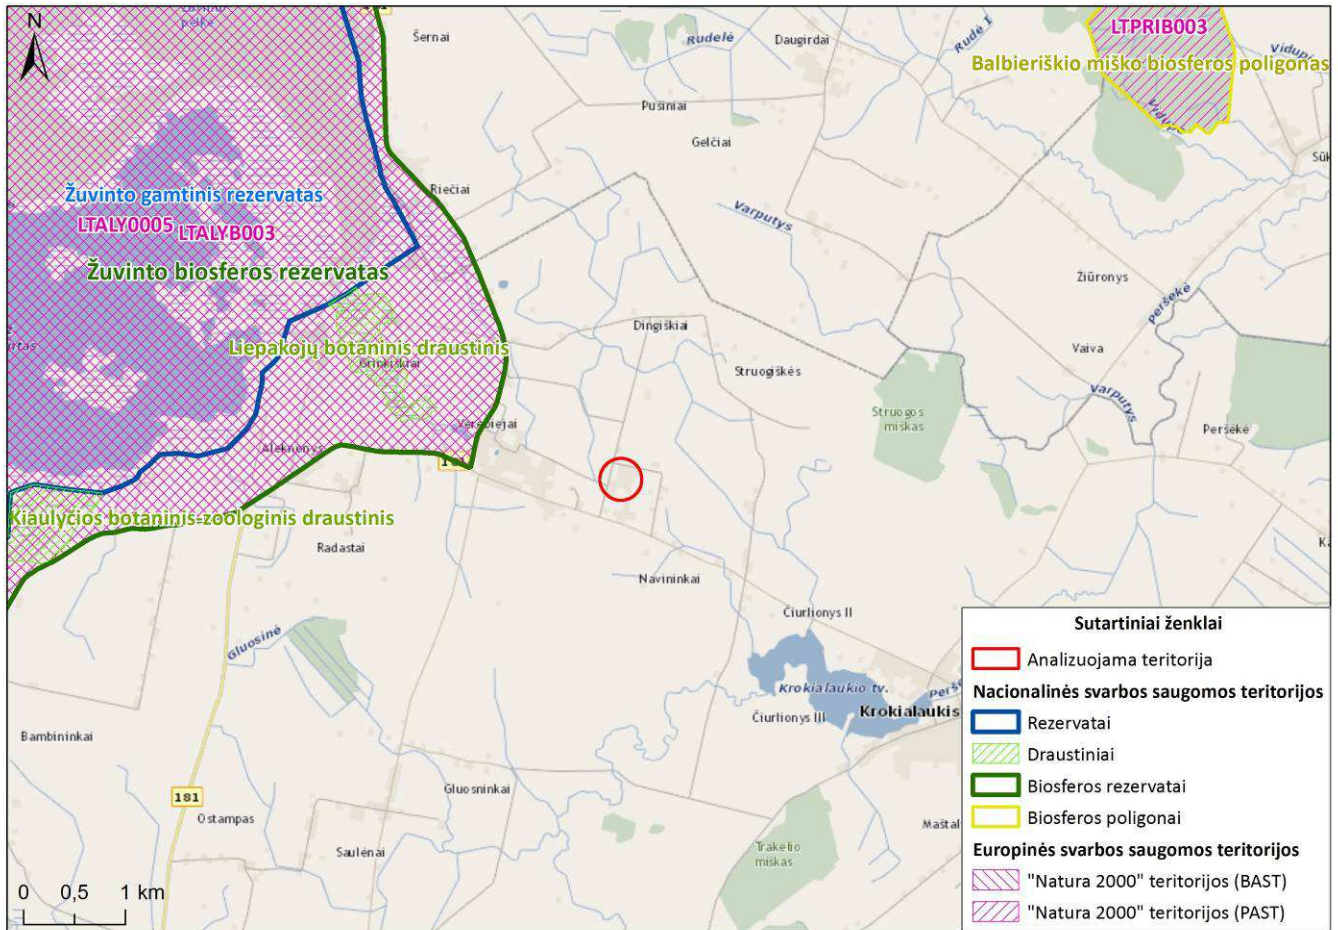 N
Šernai
Rudelė
Daugirdai
Rudė I
LTPRIB003
Vidupi
Balbieriškio miško biosferos poligonas
Pušiniai
Gelčiai
Riečiai
Varputys
Žuvinto gamtinis rezervatas
LTALY0005
LTALYB003
Žuvinto biosferos rezervatas
Žiūronys
Peršekė
Dingiškiai
Vaiva
Liepakojų botaninis draustinis
Grinkiškiai
Struogiškės
Varputys
Struogos
miškas
Peršekė
Verebiejai
Aleknonys
Kiaulyčios botaninis-zoologinis draustinis
Radastai
Navininkai
Čiurlionys II
Gluosinė
Krokialaukio tv.
Čiurlionys III
Krokialaukis
Bambininkai
Gluosninkai
181
Ostampas
Saulėnai
Trakelio
miškas
0 0,5 1 km
Sutartiniai ženklai
Analizuojama teritorija
Nacionalinės svarbos saugomos teritorijos
Rezervatai
Draustiniai
Biosferos rezervatai
Biosferos poligonai
Europinės svarbos saugomos teritorijos
"Natura 2000" teritorijos (BAST)
"Natura 2000" teritorijos (PAST)